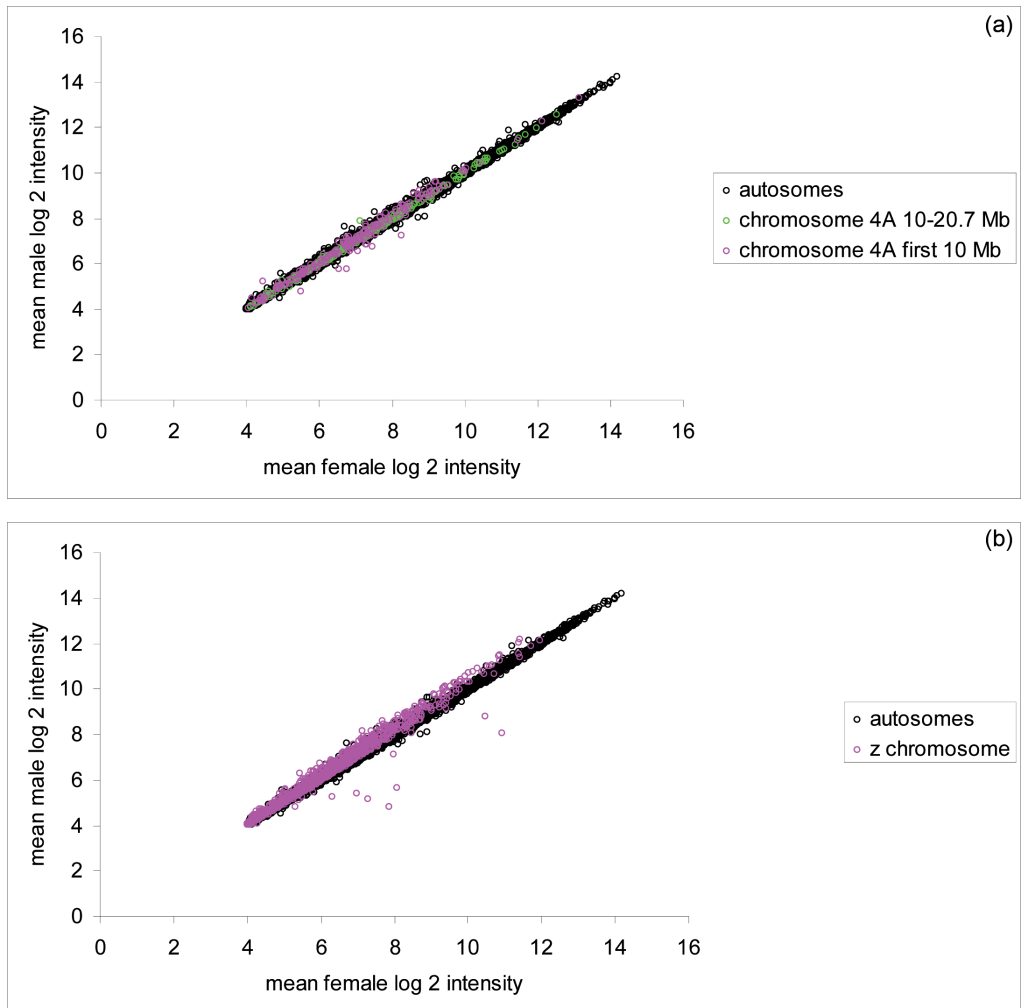 (a)
16
14
12
10
8
6
4
2
0
mean male log 2 intensity
0 2 4 6 8 10 12 14 16
mean female log 2 intensity
autosomes
chromosome 4A 10-20.7 Mb
chromosome 4A first 10 Mb
(b)
16
14
12
10
8
6
4
2
0
mean male log 2 intensity
0 2 4 6 8 10 12 14 16
mean female log 2 intensity
autosomes
z chromosome